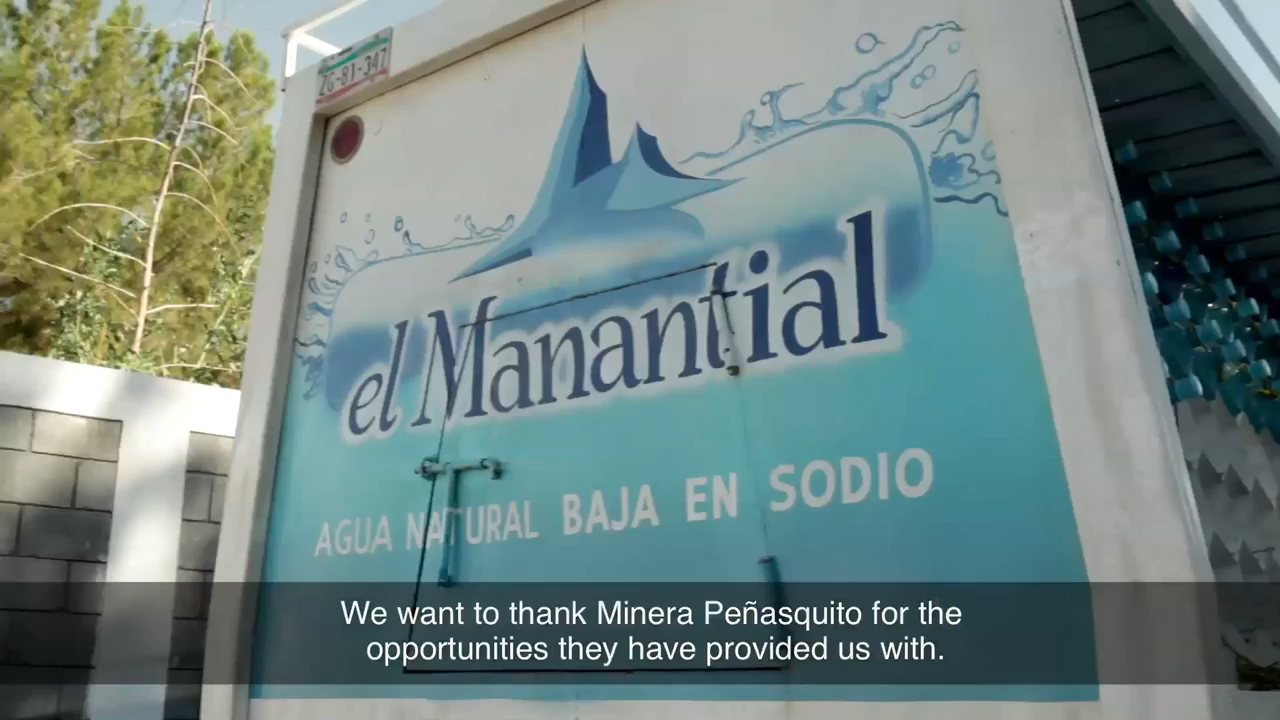 ZG-81-347
el Manantial
AGUA NATURAL BAJA EN SODIO
We want to thank Minera Peñasquito for the
opportunities they have provided us with.